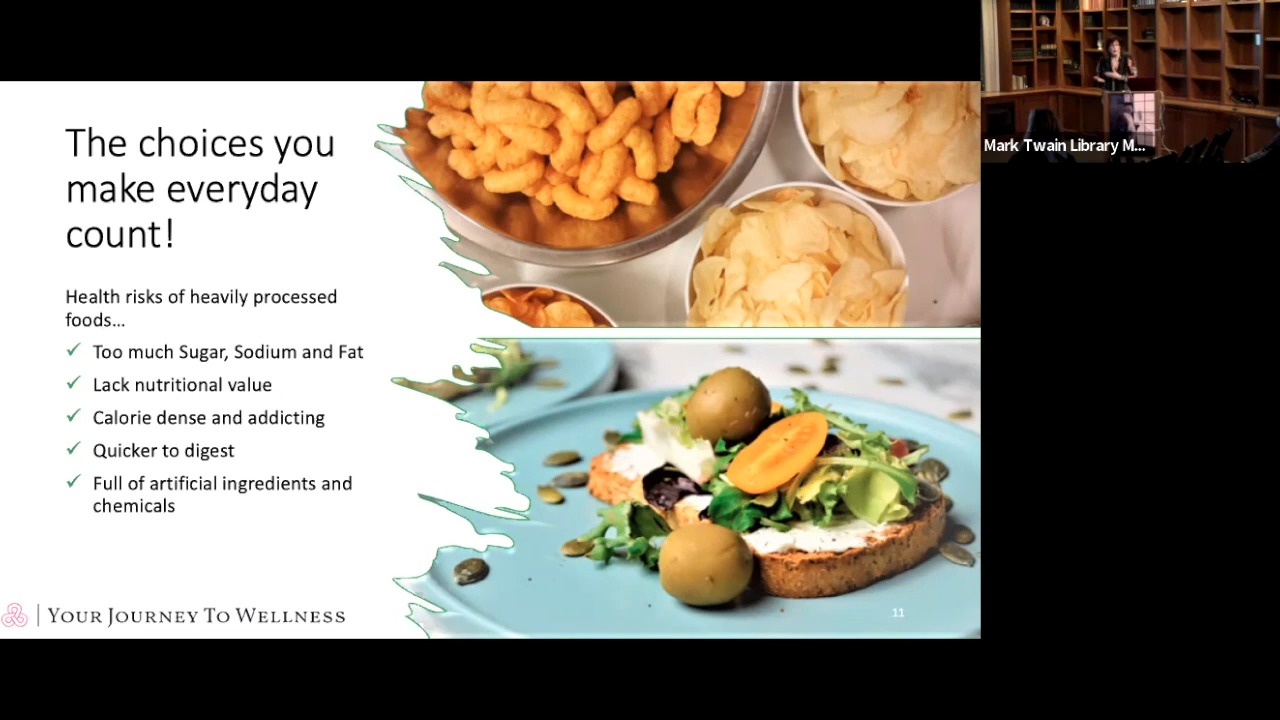 The choices you
make everyday
count!
Health risks of heavily processed
foods...
✓ Too much Sugar, Sodium and Fat
✓ Lack nutritional value
✓ Calorie dense and addicting
✓ Quicker to digest
✓ Full of artificial ingredients and
chemicals
YOUR JOURNEY TO WELLNESS
11
Mark Twain Library M...